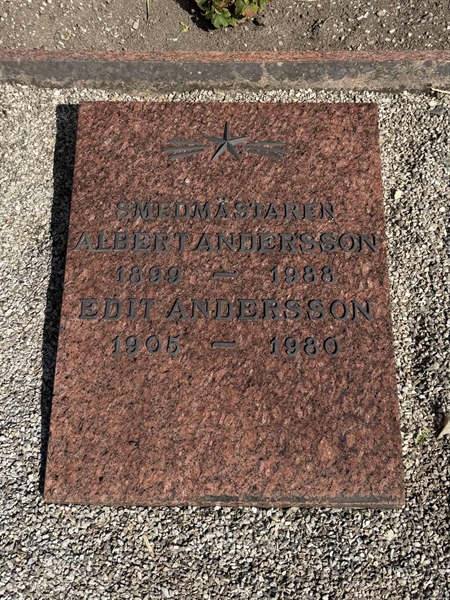 SMEDMÄSTAREN
ALBERT ANDERSSON
1899 — 1988
EDIT ANDERSSON
1905 — 1980